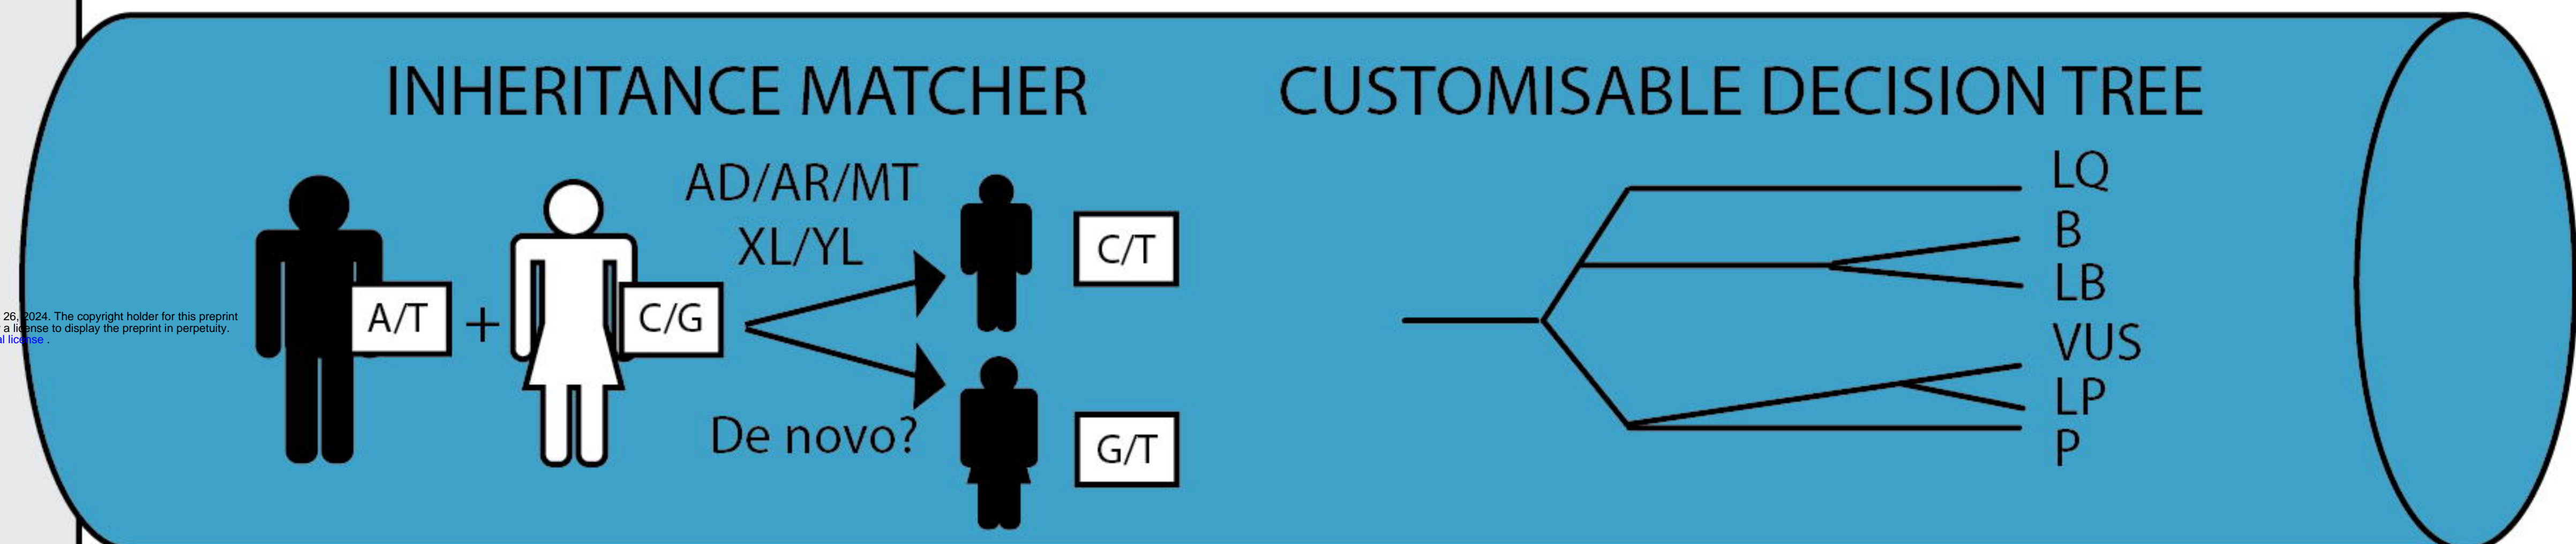 INHERITANCE MATCHER
AD/AR/MT
XL/YL
A/T
+
C/G
C/T
De novo?
G/T
CUSTOMISABLE DECISION TREE
LQ
B
LB
VUS
LP
P
26, 2024. The copyright holder for this preprint
a license to display the preprint in perpetuity.
license .